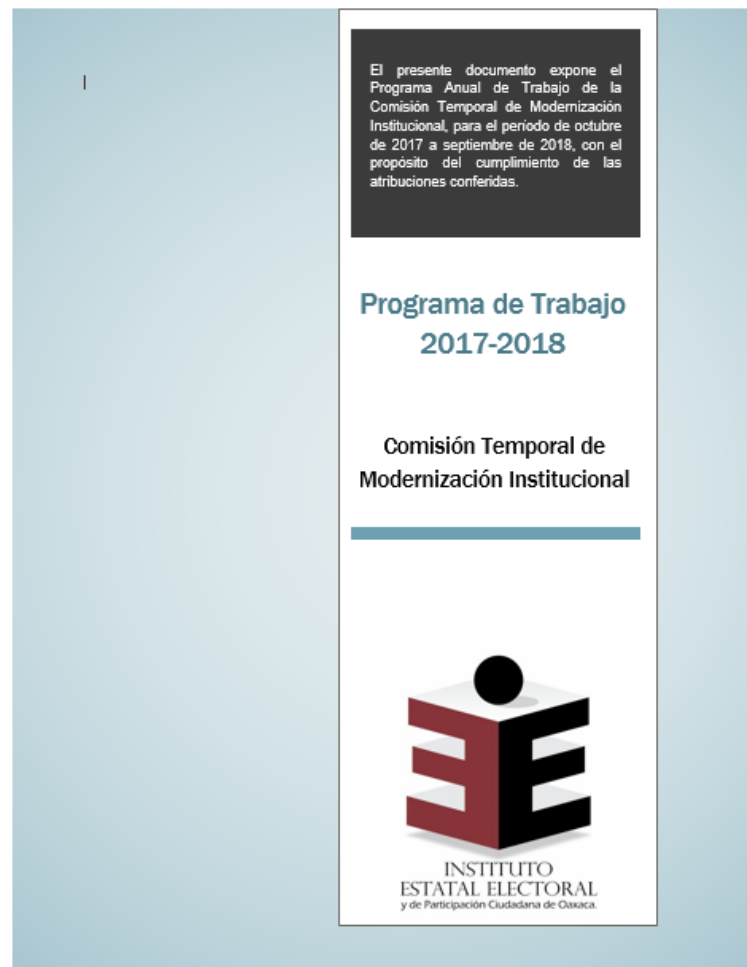 El presente documento expone el
Programa Anual de Trabajo de la
Comisión Temporal de Modernización
Institucional, para el período de octubre
de 2017 a septiembre de 2018, con el
propósito del cumplimiento de las
atribuciones conferidas.
Programa de Trabajo
2017-2018
Comisión Temporal de
Modernización Institucional
INSTITUTO
ESTATAL ELECTORAL
y de Participación Ciudadana de Oaxaca.